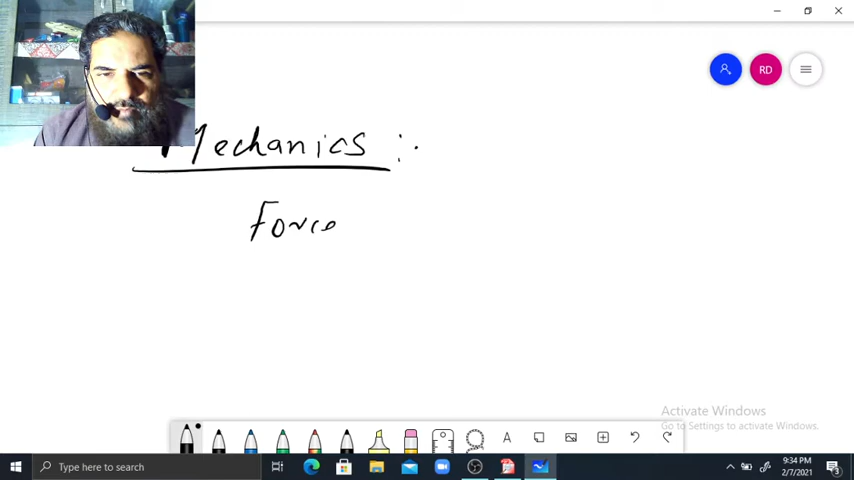 RD
Mechanics :.
Force
Activate Windows
Go to Settings to activate Windows.
A
Type here to search
9:34 PM
2/7/2021
3